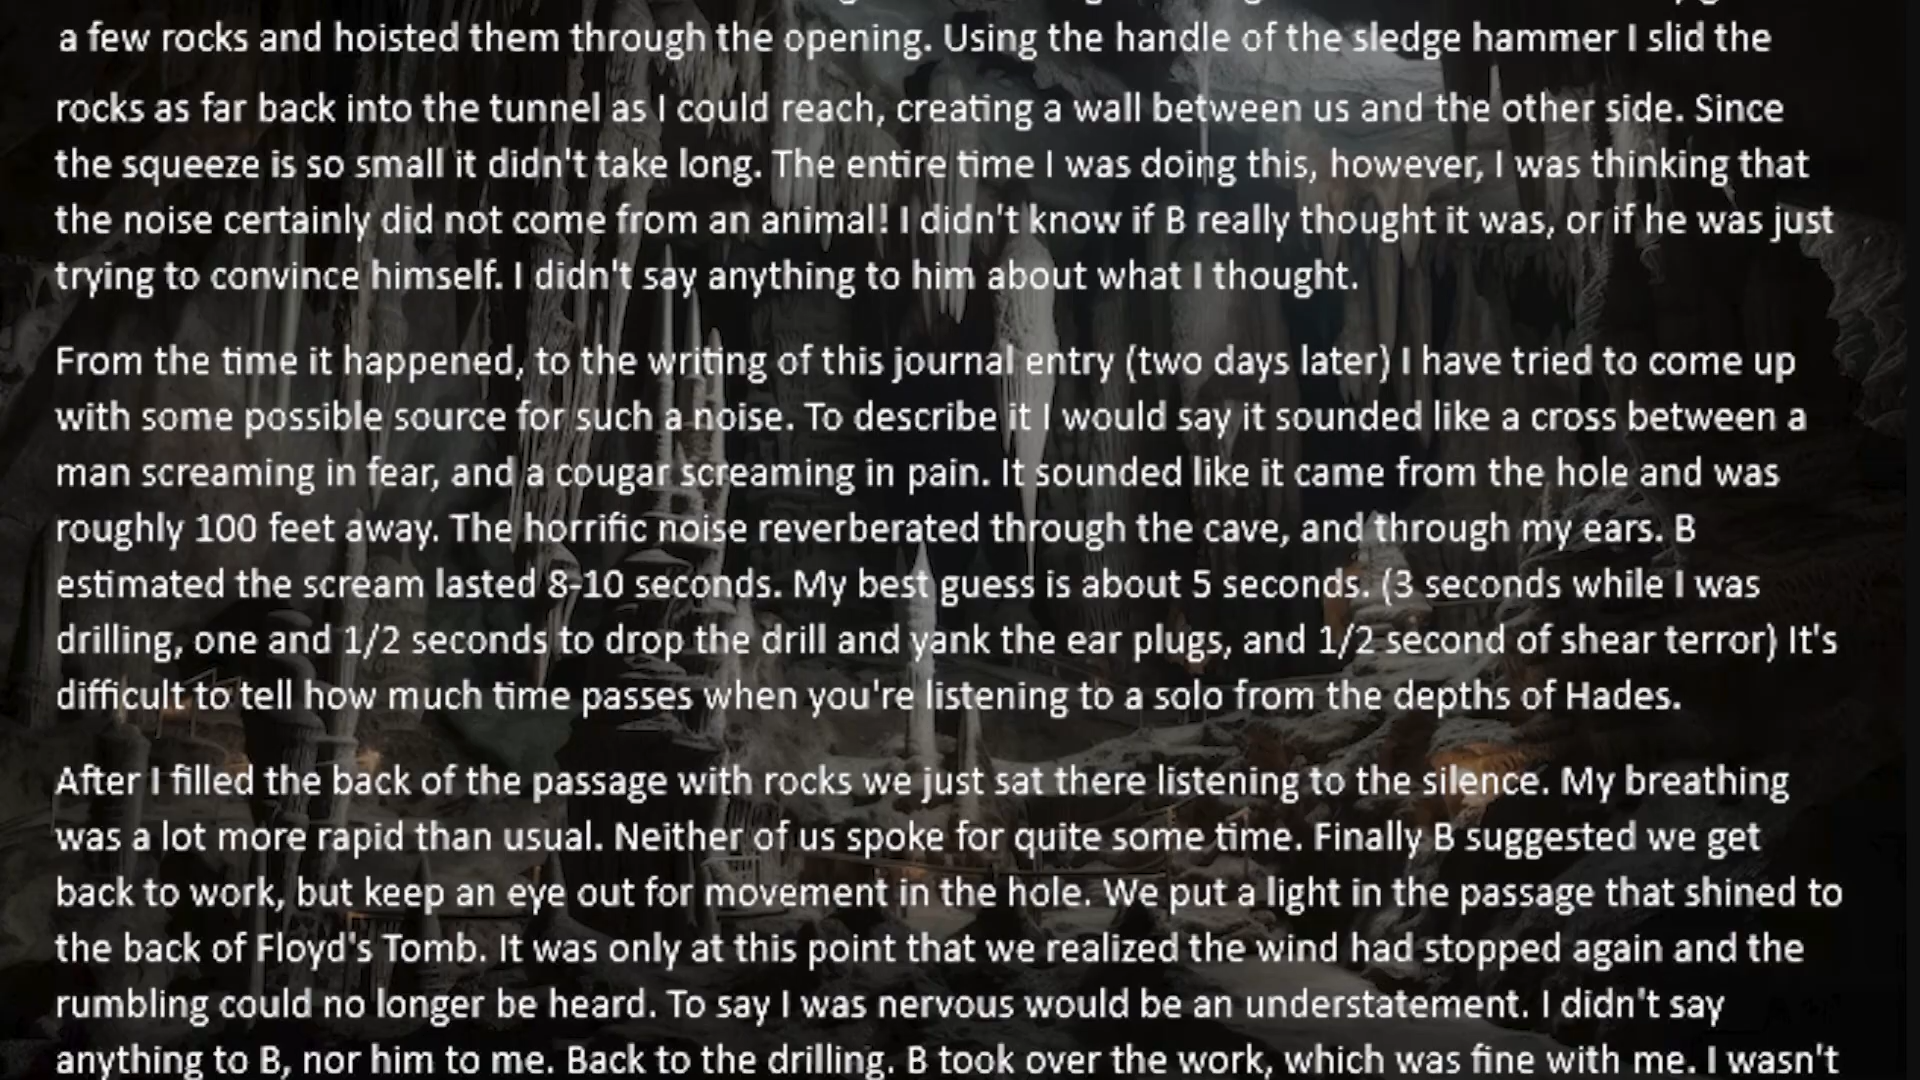 a few rocks and hoisted them through the opening. Using the handle of the sledge hammer I slid the
rocks as far back into the tunnel as I could reach, creating a wall between us and the other side. Since
the squeeze is so small it didn't take long. The entire time I was doing this, however, I was thinking that
the noise certainly did not come from an animal! I didn't know if B really thought it was, or if he was just
trying to convince himself. I didn't say anything to him about what I thought.
From the time it happened, to the writing of this journal entry (two days later) I have tried to come up
with some possible source for such a noise. To describe it I would say it sounded like a cross between a
man screaming in fear, and a cougar screaming in pain. It sounded like it came from the hole and was
roughly 100 feet away. The horrific noise reverberated through the cave, and through my ears. B
estimated the scream lasted 8-10 seconds. My best guess is about 5 seconds. (3 seconds while I was
drilling, one and 1/2 seconds to drop the drill and yank the ear plugs, and 1/2 second of shear terror) It's
difficult to tell how much time passes when you're listening to a solo from the depths of Hades.
After I filled the back of the passage with rocks we just sat there listening to the silence. My breathing
was a lot more rapid than usual. Neither of us spoke for quite some time. Finally B suggested we get
back to work, but keep an eye out for movement in the hole. We put a light in the passage that shined to
the back of Floyd's Tomb. It was only at this point that we realized the wind had stopped again and the
rumbling could no longer be heard. To say I was nervous would be an understatement. I didn't say
anything to B, nor him to me. Back to the drilling. B took over the work, which was fine with me. I wasn't